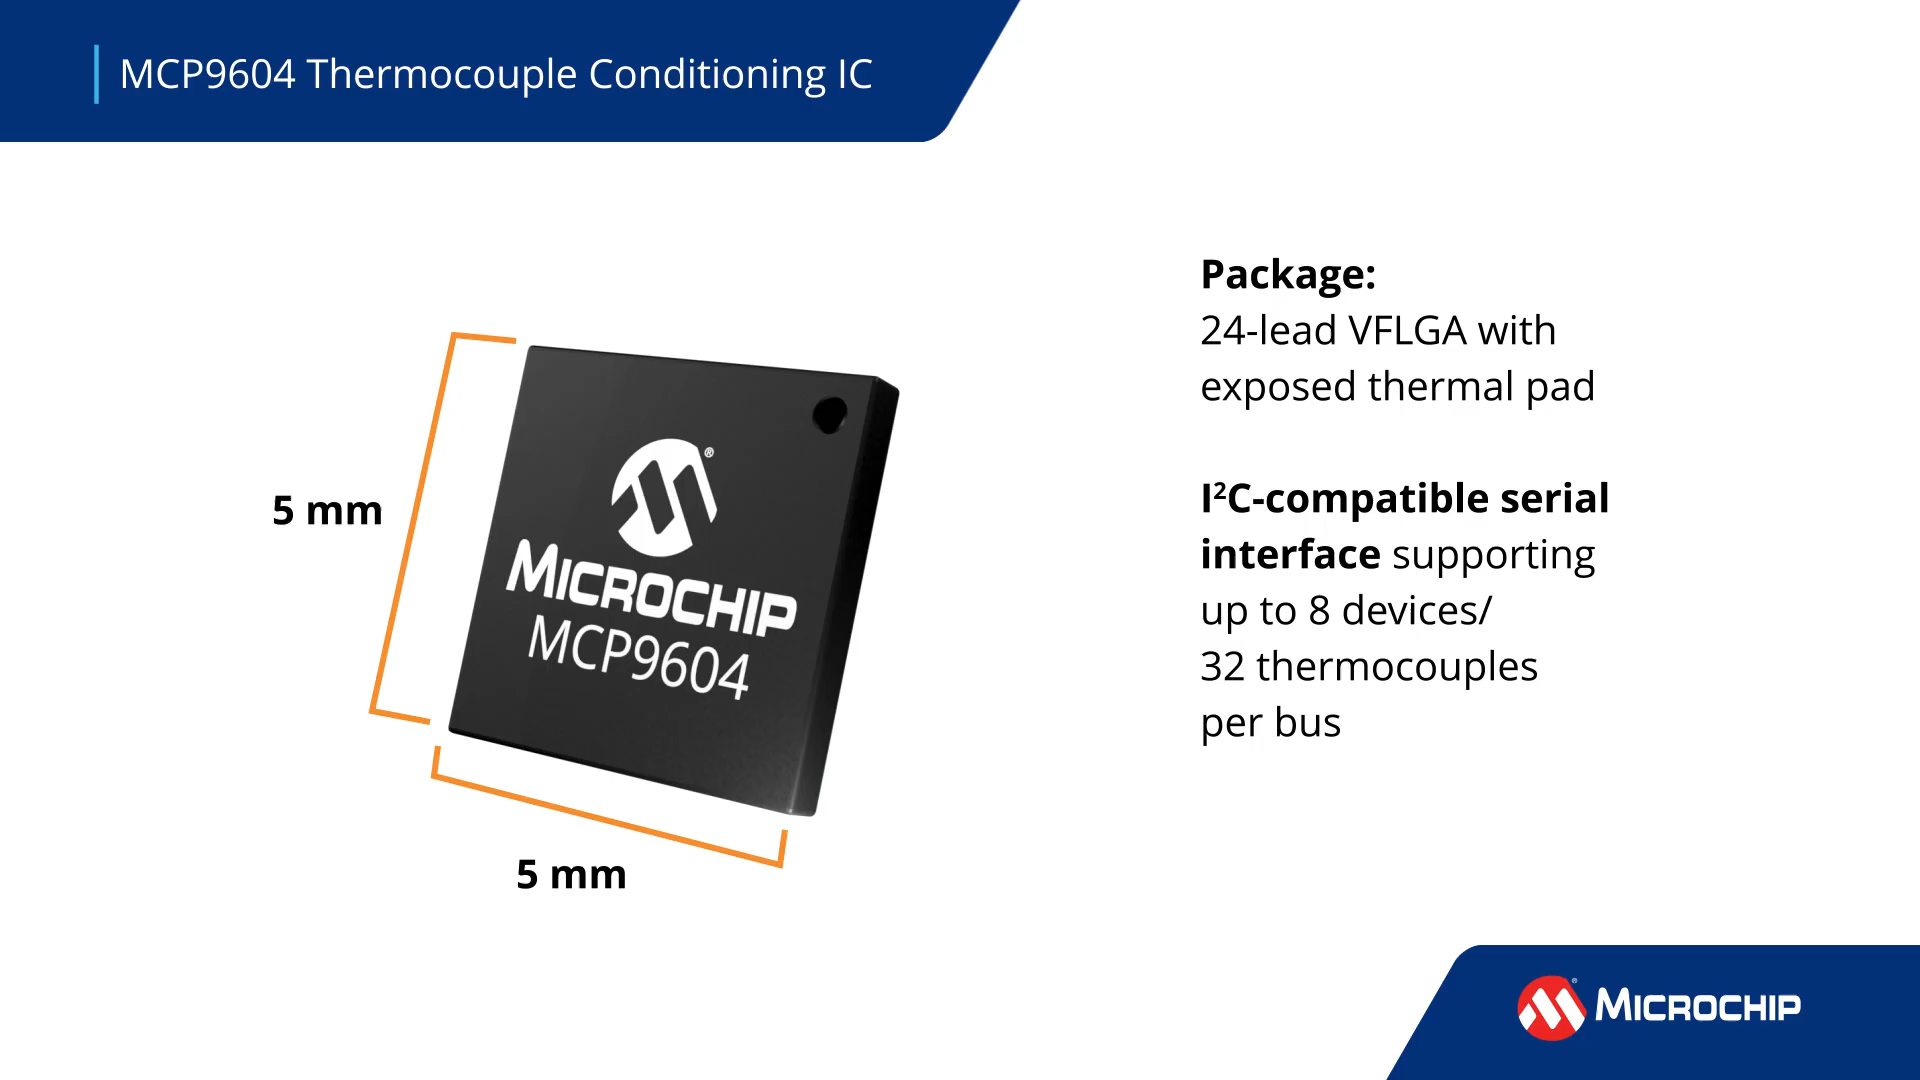 MCP9604 Thermocouple Conditioning IC
5 mm
®
MICROCHIP
MCP9604
5 mm
Package:
24-lead VFLGA with
exposed thermal pad
I²C-compatible serial
interface supporting
up to 8 devices/
32 thermocouples
per bus
®
MICROCHIP